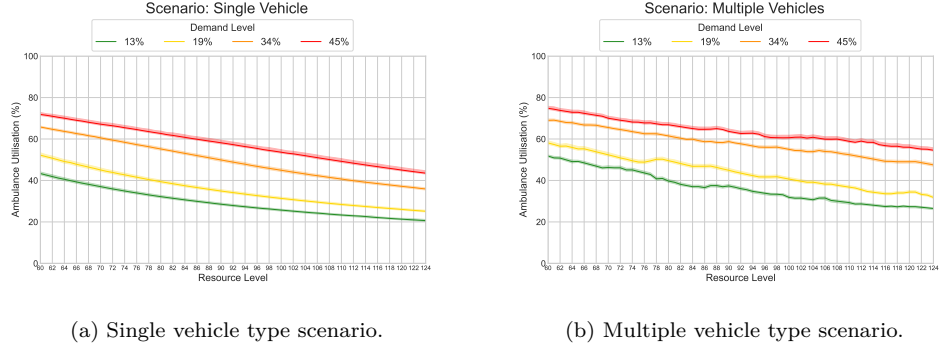 Scenario: Single Vehicle
Demand Level
13% 19% 34% 45%
Ambulance Utilisation (%)
100
80
60
40
20
0
60 62 64 66 68 70 72 74 76 78 80 82 84 86 88 90 92 94 96 98 100 102 104 106 108 110 112 114 116 118 120 122 124
Resource Level
(a) Single vehicle type scenario.
Scenario: Multiple Vehicles
Demand Level
13% 19% 34% 45%
Ambulance Utilisation (%)
100
80
60
40
20
0
60 62 64 66 68 70 72 74 76 78 80 82 84 86 88 90 92 94 96 98 100 102 104 106 108 110 112 114 116 118 120 122 124
Resource Level
(b) Multiple vehicle type scenario.